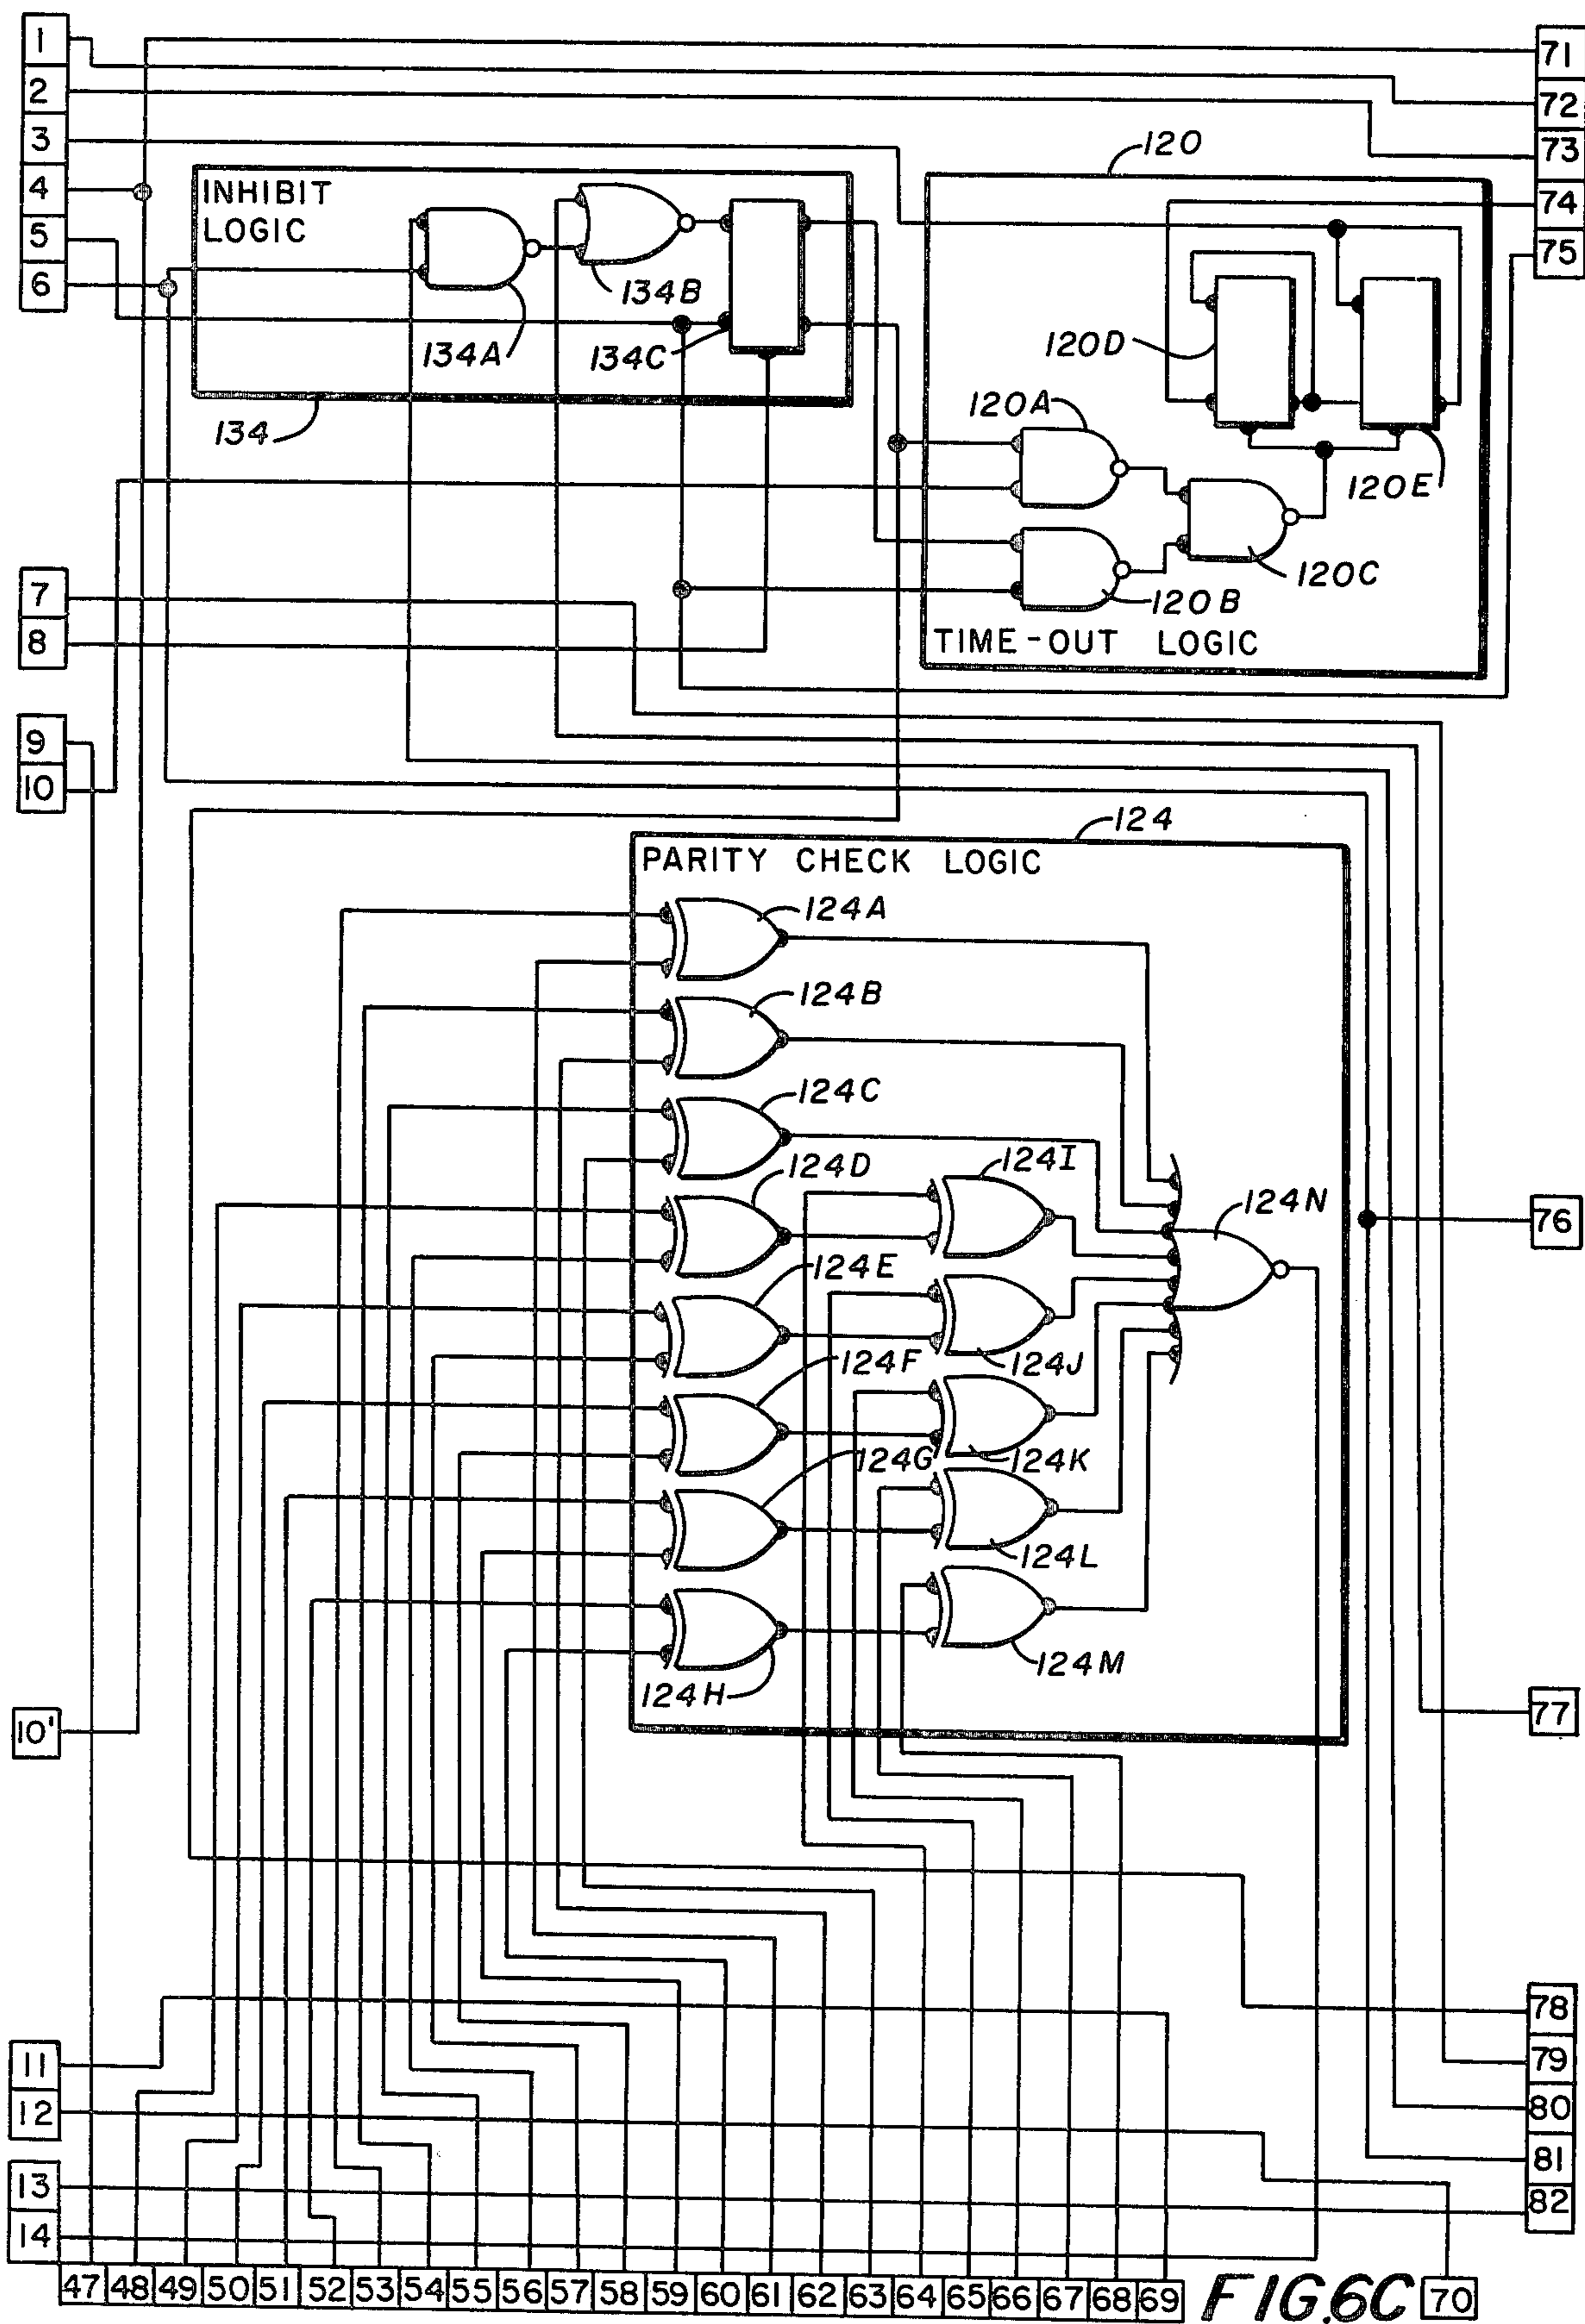 1
71
2
72
3
73
120
4
74
INHIBIT
LOGIC
5
75
6
134B
134A
134C
120D
134
120A
120E
120C
7
120B
8
TIME-OUT LOGIC
9
10
124
PARITY CHECK LOGIC
124A
124B
124C
124I
124D
124N
76
124E
124F
124J
124G
124K
124L
124M
124H
10'
77
78
11
79
12
80
81
13
82
14
47 48 49 50 51 52 53 54 55 56 57 58 59 60 61 62 63 64 65 66 67 68 69
FIG.6C
70